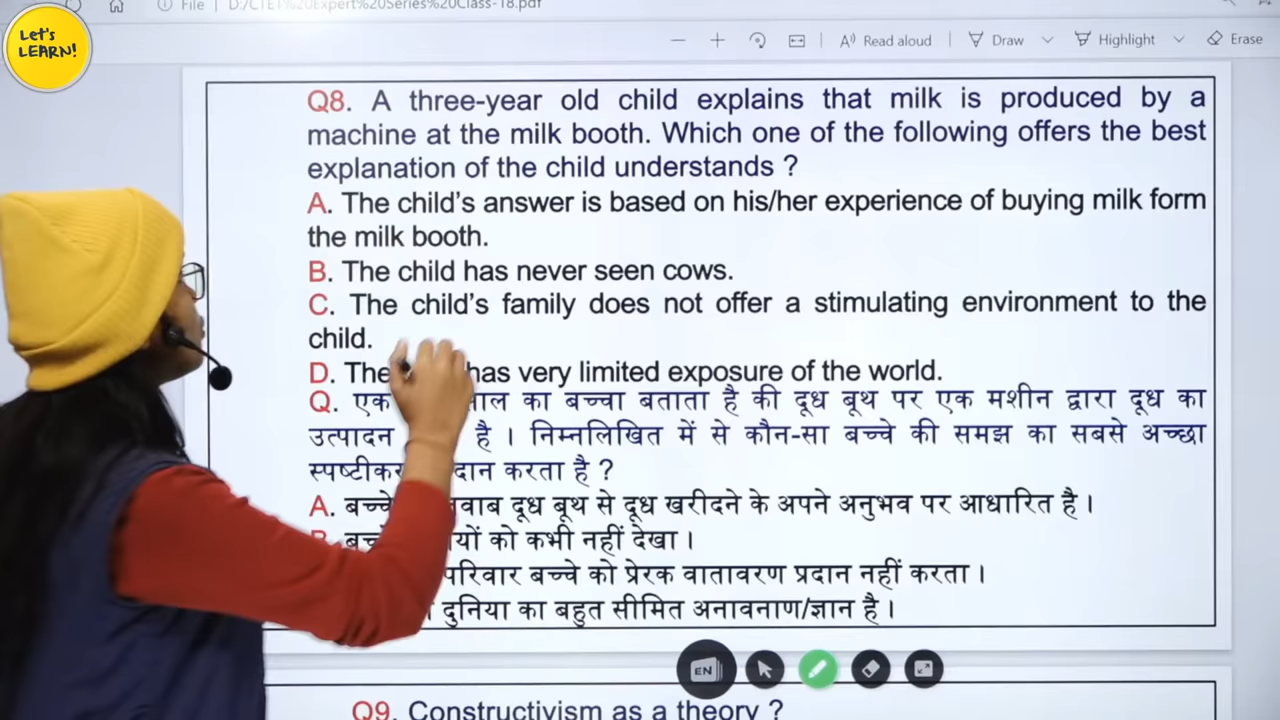 Let's
LEARN!
File | D:/CTET%20Expert%20Series%20Class-18.pdf
Read aloud | Draw Highlight Erase
Q8. A three-year old child explains that milk is produced by a
machine at the milk booth. Which one of the following offers the best
explanation of the child understands ?
A. The child's answer is based on his/her experience of buying milk form
the milk booth.
B. The child has never seen cows.
C. The child's family does not offer a stimulating environment to the
child.
D. The has very limited exposure of the world.
Q. एक का बच्चा बताता है की दूध बूथ पर एक मशीन द्वारा दूध का
उत्पादन है । निम्नलिखित में से कौन-सा बच्चे की समझ का सबसे अच्छा
करता है ?
A. दूध बूथ से दूध खरीदने के अपने अनुभव पर आधारित है।
को कभी नहीं देखा।
परिवार बच्चे को प्रेरक वातावरण प्रदान नहीं करता।
दुनिया का बहुत सीमित अनावनाण/ज्ञान है।
EN
Q9. Constructivism as a theory ?